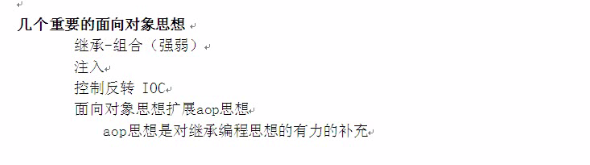 几个重要的面向对象思想
继承-组合（强弱）
注入
控制反转 IOC
面向对象思想扩展aop思想
aop思想是对继承编程思想的有力的补充